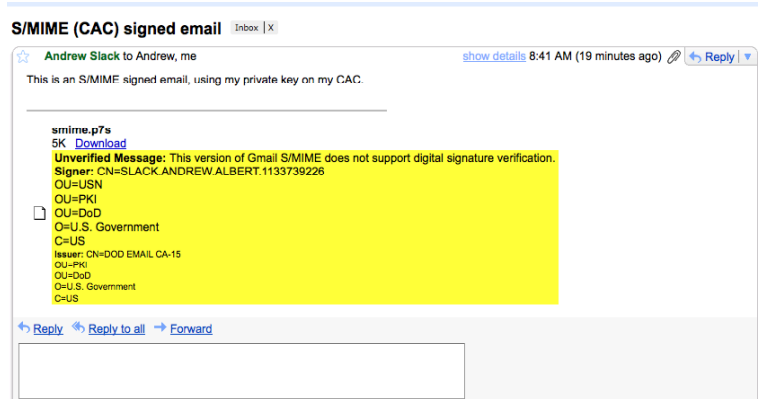 S/MIME (CAC) signed email Inbox X
Andrew Slack to Andrew, me show details 8:41 AM (19 minutes ago) Reply
This is an S/MIME signed email, using my private key on my CAC.
smime.p7s
5K Download
Unverified Message: This version of Gmail S/MIME does not support digital signature verification.
Signer: CN=SLACK.ANDREW.ALBERT.1133739226
OU=USN
OU=PKI
OU=DoD
O=U.S. Government
C=US
Issuer: CN=DOD EMAIL CA-15
OU=PKI
OU=DoD
O=U.S. Government
C=US
Reply Reply to all Forward